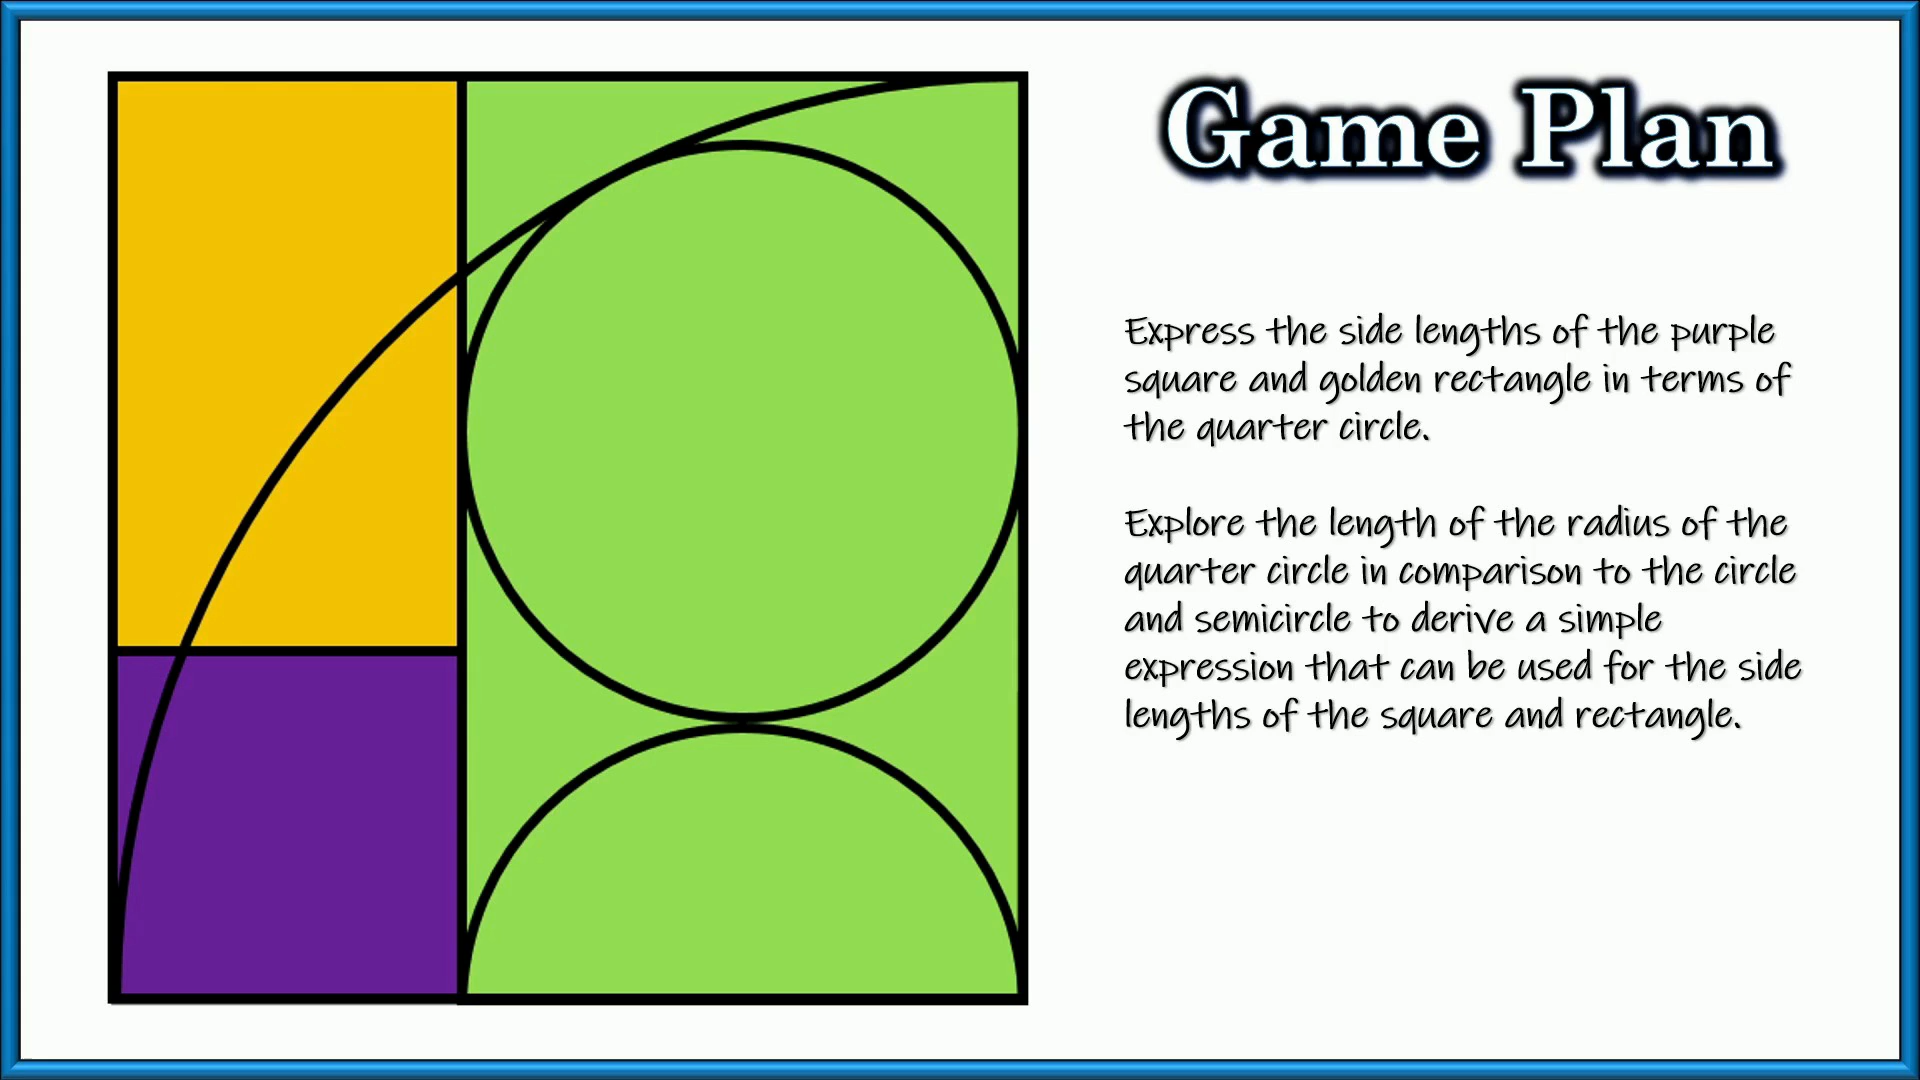 Game Plan
Express the side lengths of the purple
square and golden rectangle in terms of
the quarter circle.
Explore the length of the radius of the
quarter circle in comparison to the circle
and semicircle to derive a simple
expression that can be used for the side
lengths of the square and rectangle.